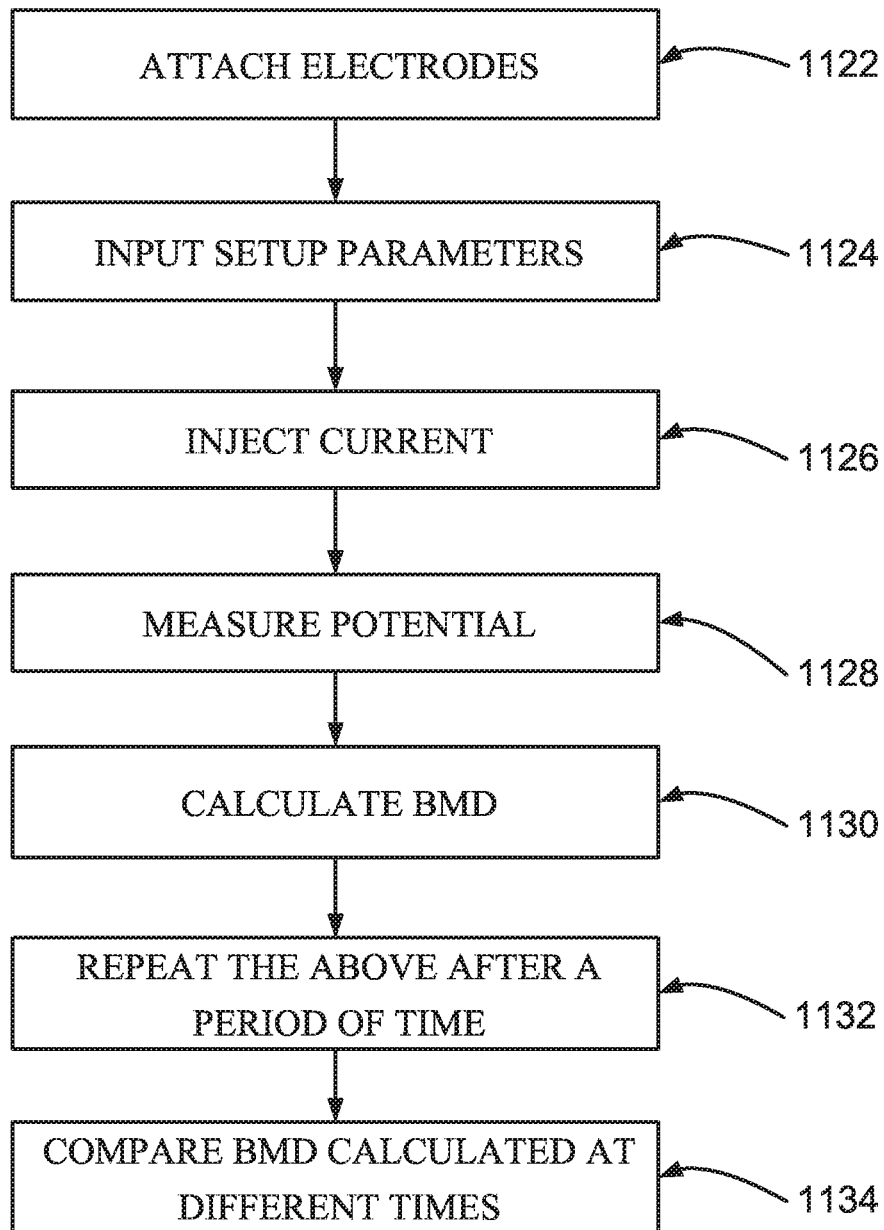 ATTACH ELECTRODES
1122
INPUT SETUP PARAMETERS
1124
INJECT CURRENT
1126
MEASURE POTENTIAL
1128
CALCULATE BMD
1130
REPEAT THE ABOVE AFTER A
PERIOD OF TIME
1132
COMPARE BMD CALCULATED AT
DIFFERENT TIMES
1134